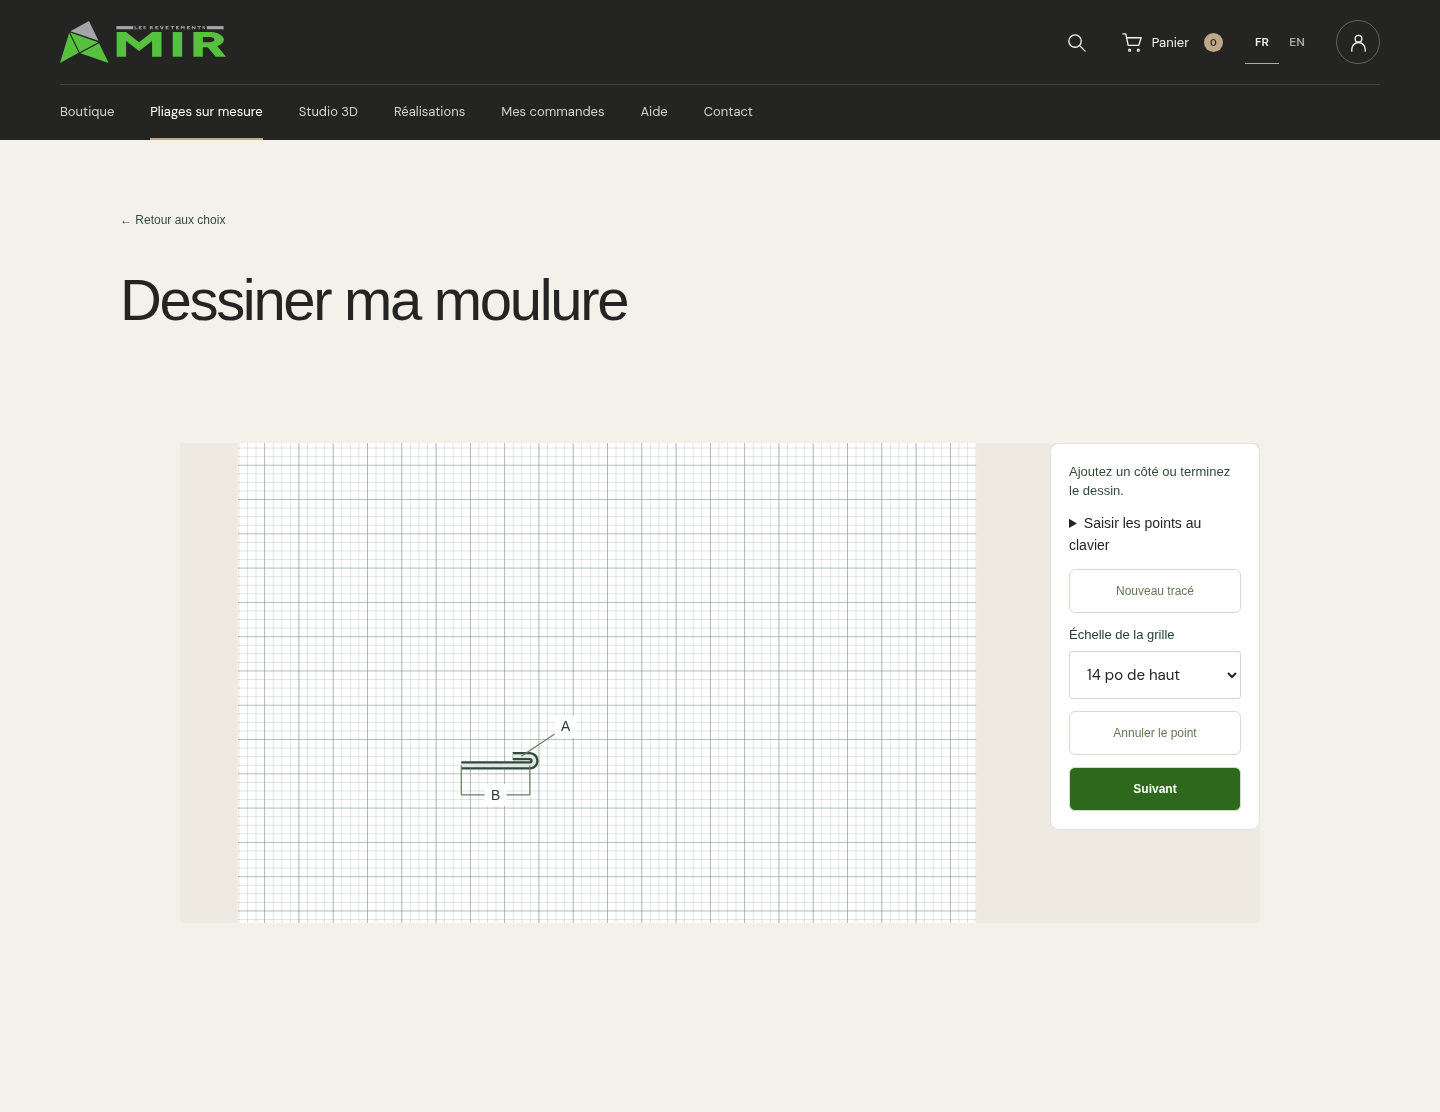 LES REVÊTEMENTS
MIR
Panier 0 FR EN
Boutique Pliages sur mesure Studio 3D Réalisations Mes commandes Aide Contact
← Retour aux choix
Dessiner ma moulure
A
B
Ajoutez un côté ou terminez
le dessin.
▶ Saisir les points au
clavier
Nouveau tracé
Échelle de la grille
14 po de haut
Annuler le point
Suivant